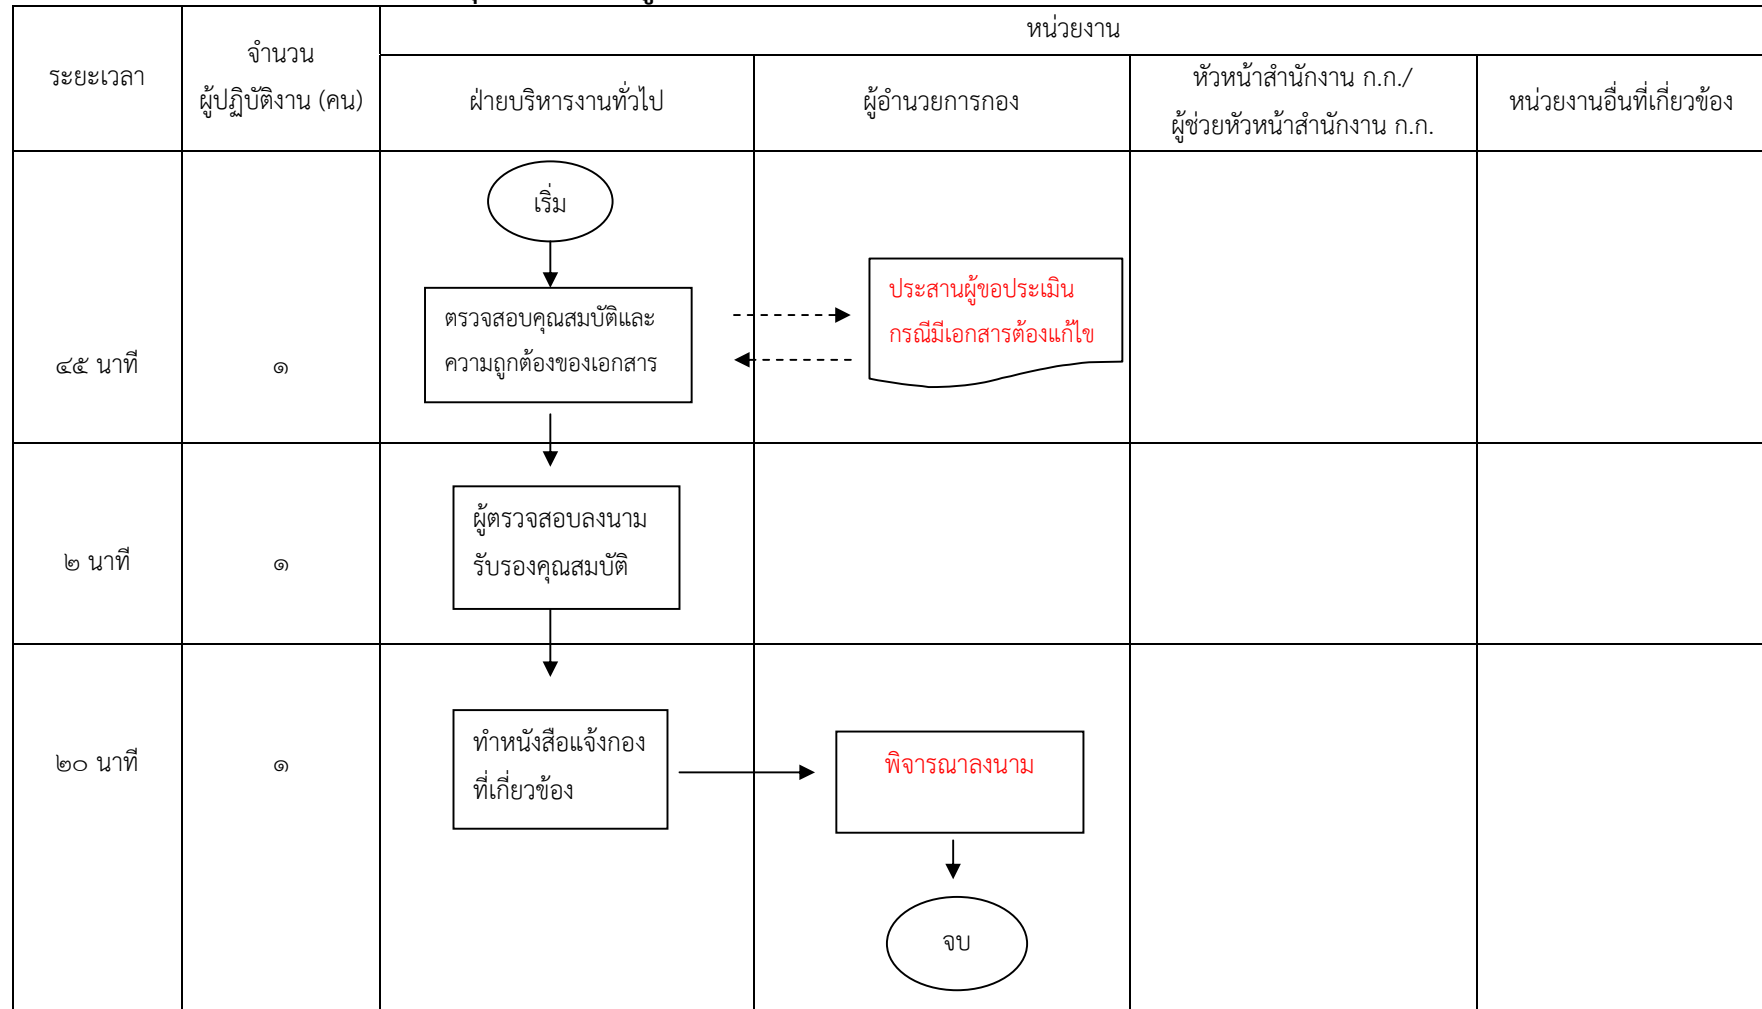 หน่วยงาน
ระยะเวลา
จำนวน
ผู้ปฏิบัติงาน (คน)
ฝ่ายบริหารงานทั่วไป
ผู้อำนวยการกอง
หัวหน้าสำนักงาน ก.ก./
ผู้ช่วยหัวหน้าสำนักงาน ก.ก.
หน่วยงานอื่นที่เกี่ยวข้อง
เริ่ม
ตรวจสอบคุณสมบัติและ
ความถูกต้องของเอกสาร
ประสานผู้ขอประเมิน
กรณีมีเอกสารต้องแก้ไข
๔๕ นาที
๑
ผู้ตรวจสอบลงนาม
รับรองคุณสมบัติ
๒ นาที
๑
ทำหนังสือแจ้งกอง
ที่เกี่ยวข้อง
พิจารณาลงนาม
๒๐ นาที
๑
จบ